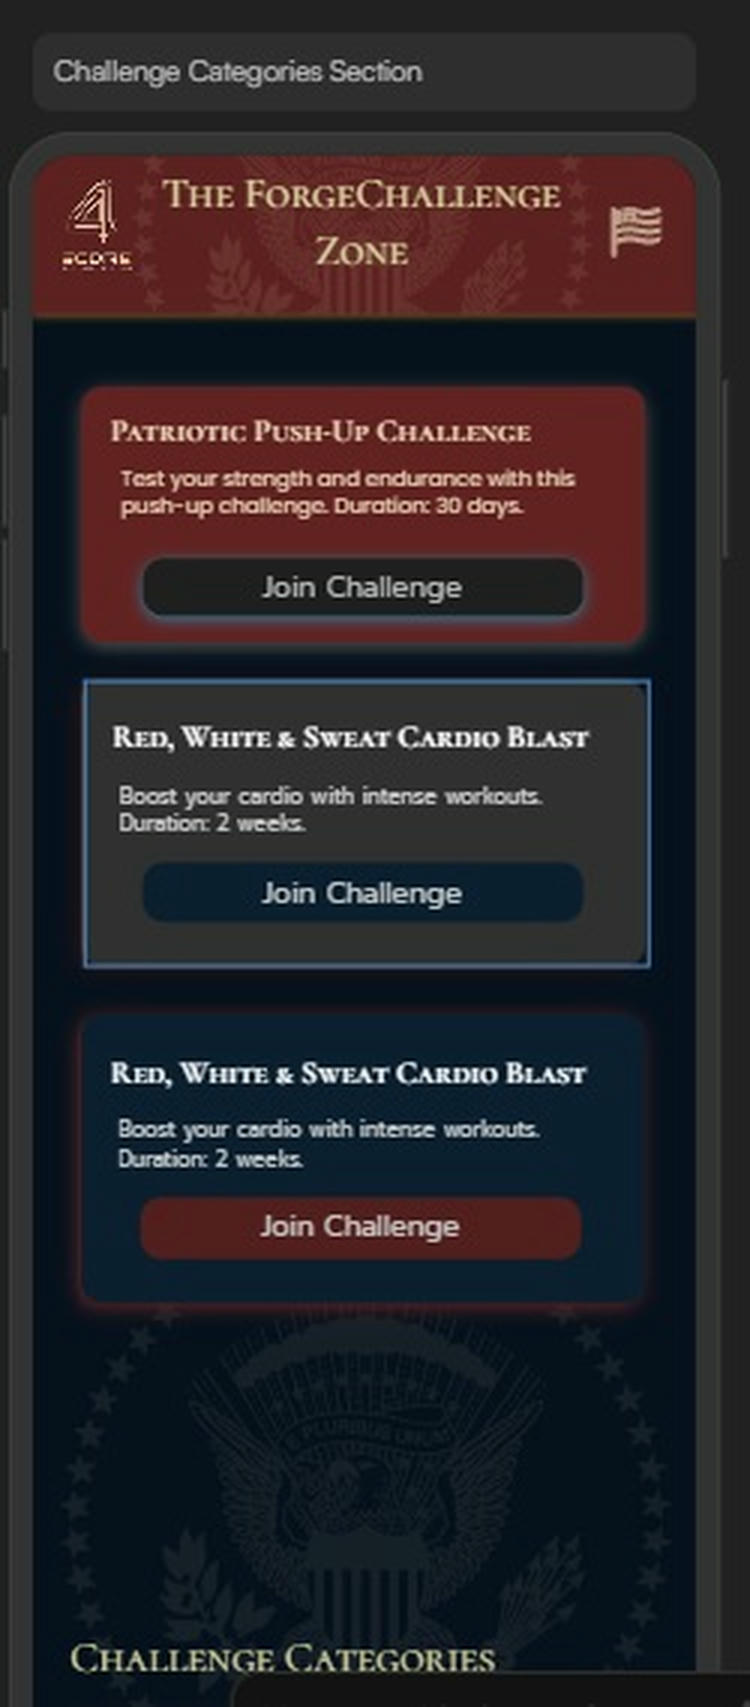 Challenge Categories Section
4
SCORE
The ForgeChallenge
Zone
Patriotic Push-Up Challenge
Test your strength and endurance with this
push-up challenge. Duration: 30 days.
Join Challenge
Red, White & Sweat Cardio Blast
Boost your cardio with intense workouts.
Duration: 2 weeks.
Join Challenge
Red, White & Sweat Cardio Blast
Boost your cardio with intense workouts.
Duration: 2 weeks.
Join Challenge
E PLURIBUS UNUM
Challenge Categories